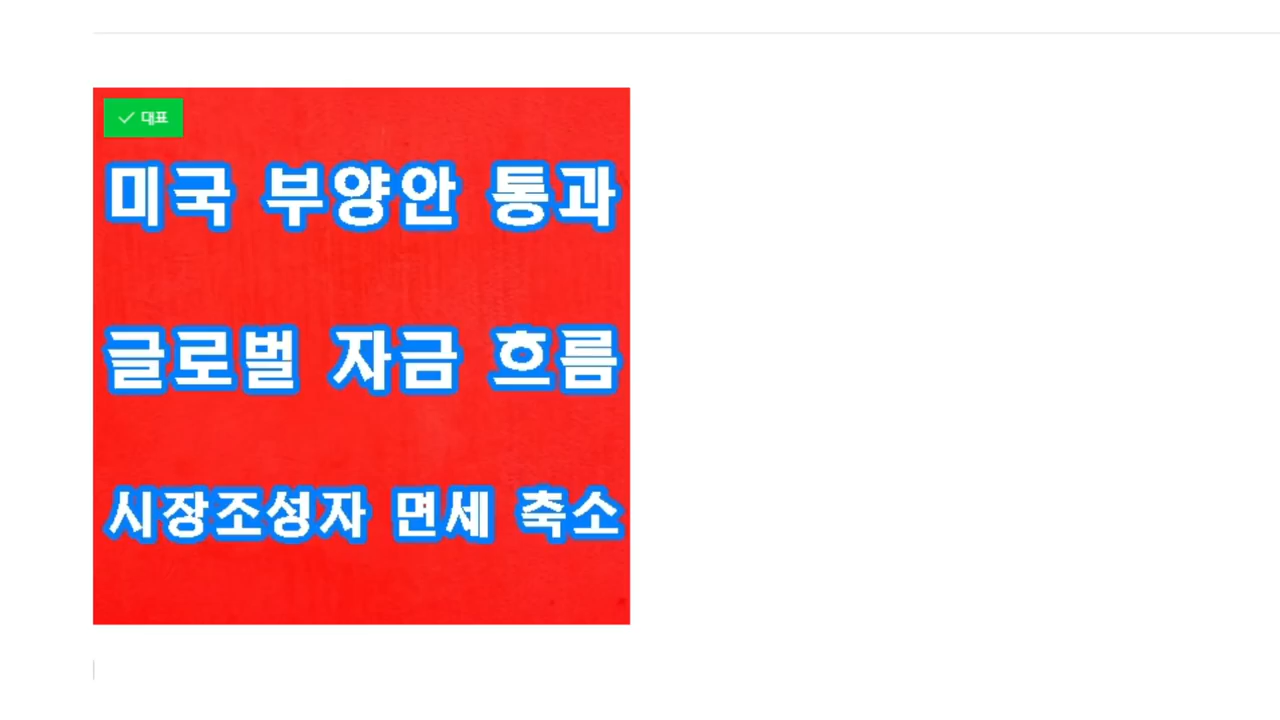 대표
미국 부양안 통과
글로벌 자금 흐름
시장조성자 면세 축소